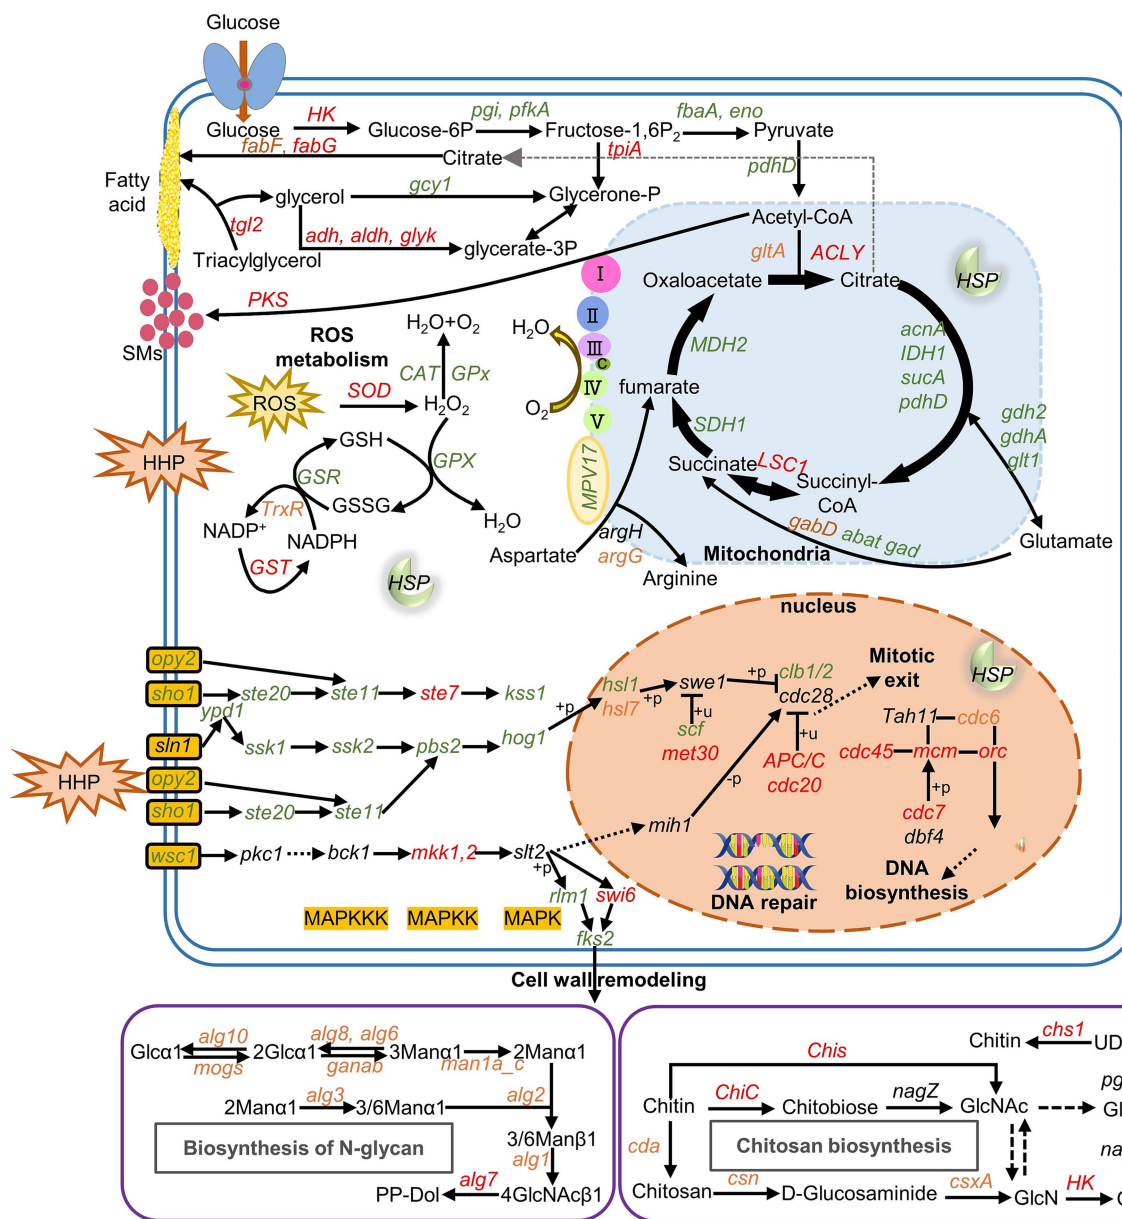 Glucose
Glucose
HK
Glucose-6P
pgi, pfkA
Fructose-1,6P2
fbaA, eno
Pyruvate
fabF, fabG
Citrate
tpiA
pdhD
Fatty
acid
glycerol
gcy1
Glycerone-P
Acetyl-CoA
tgl2
adh, aldh, glyk
glycerate-3P
gltA
ACLY
Triacylglycerol
Oxaloacetate
Citrate
HSP
PKS
SMs
I
II
III
c
IV
V
MPV17
H2O
O2
ROS
metabolism
H2O+O2
CAT
GPx
ROS
SOD
H2O2
MDH2
acnA
IDH1
sucA
pdhD
fumarate
SDH1
gdh2
gdhA
glt1
HHP
GSH
GSR
GPX
GSSG
TrxR
NADP+
NADPH
H2O
GST
HSP
Succinate
LSC1
Succinyl-
CoA
gabD
abat gad
Glutamate
Aspartate
argH
argG
Arginine
Mitochondria
nucleus
opy2
sho1
ste20
ste11
ste7
kss1
ypd1
sln1
ssk1
ssk2
pbs2
hog1
HHP
opy2
sho1
ste20
ste11
wsc1
pkc1
bck1
mkk1,2
slt2
+p
rlm1
swi6
fks2
MAPKKK
MAPKK
MAPK
+p
hsl1
hsl7
+p
swe1
+p
clb1/2
cdc28
+u
scf
met30
+u
APC/C
cdc20
-p
mih1
Mitotic
exit
HSP
Tah11
cdc6
cdc45
mcm
orc
+p
cdc7
dbf4
DNA
biosynthesis
DNA repair
Cell wall remodeling
Glcα1
alg10
mogs
2Glcα1
alg8, alg6
ganab
3Manα1
man1a_c
2Manα1
2Manα1
alg3
3/6Manα1
alg2
Biosynthesis of N-glycan
3/6Manβ1
alg1
PP-Dol
alg7
4GlcNAcβ1
Chitin
chs1
UD
Chis
pg
Chitin
ChiC
Chitobiose
nagZ
GlcNAc
Gl
cda
Chitosan biosynthesis
na
Chitosan
csn
D-Glucosaminide
csxA
GlcN
HK